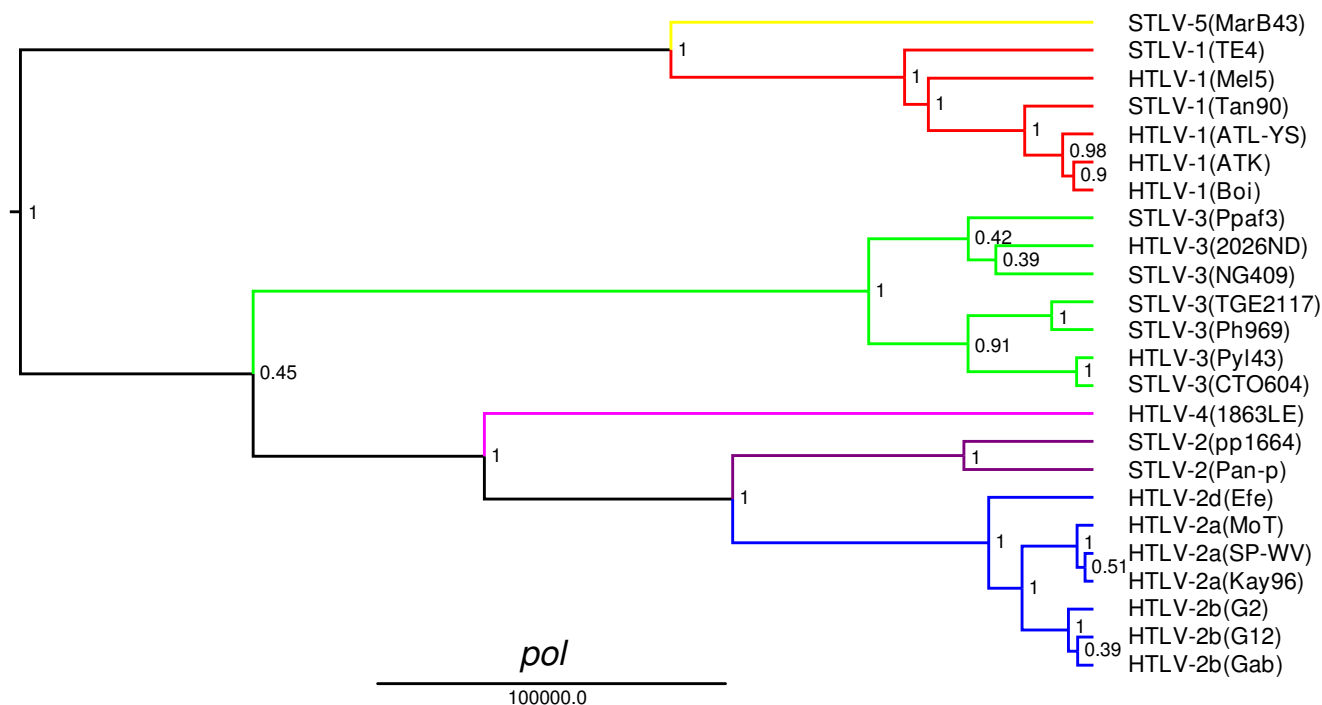 STLV-5(MarB43)
1
STLV-1(TE4)
1
HTLV-1(Mel5)
1
STLV-1(Tan90)
1
HTLV-1(ATL-YS)
0.98
HTLV-1(ATK)
0.9
HTLV-1(Boi)
1
STLV-3(Ppaf3)
0.42
HTLV-3(2026ND)
0.39
STLV-3(NG409)
1
STLV-3(TGE2117)
1
STLV-3(Ph969)
0.91
HTLV-3(Pyl43)
1
STLV-3(CTO604)
0.45
HTLV-4(1863LE)
1
STLV-2(pp1664)
1
STLV-2(Pan-p)
1
HTLV-2d(Efe)
1
HTLV-2a(MoT)
1
HTLV-2a(SP-WV)
0.51
HTLV-2a(Kay96)
1
HTLV-2b(G2)
1
HTLV-2b(G12)
0.39
HTLV-2b(Gab)
pol
100000.0